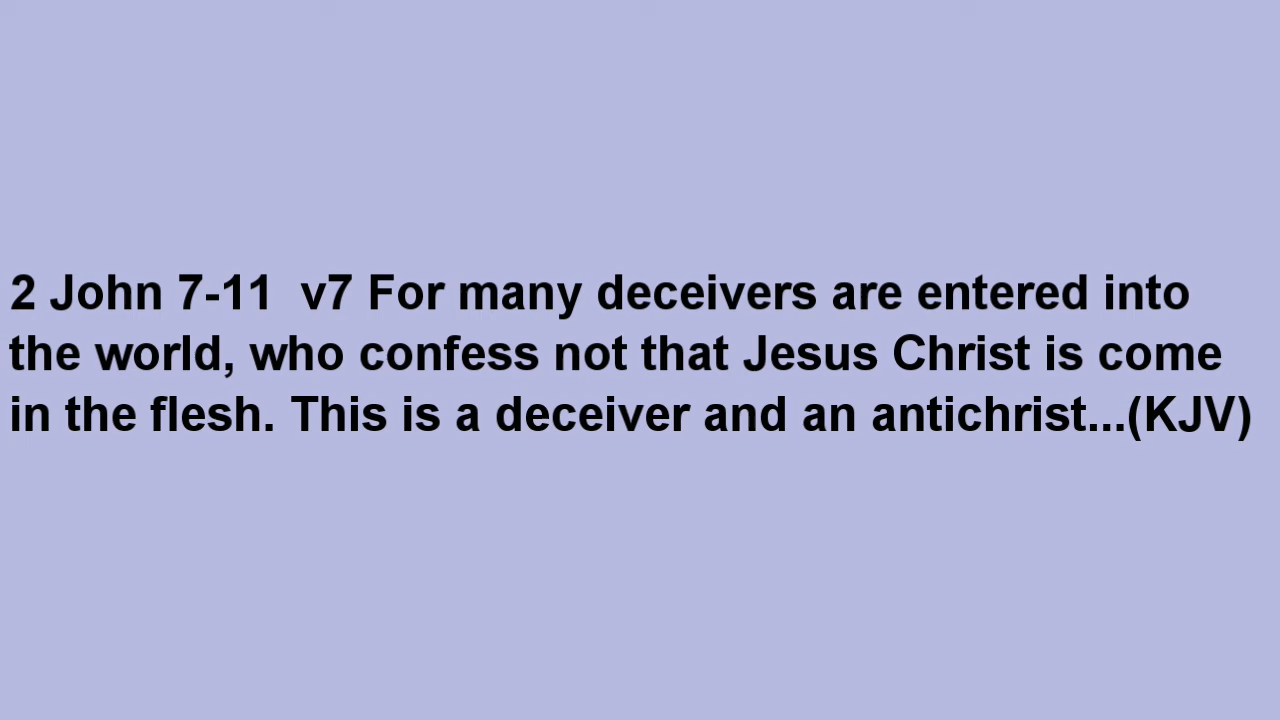 2 John 7-11  v7 For many deceivers are entered into
the world, who confess not that Jesus Christ is come
in the flesh. This is a deceiver and an antichrist...(KJV)